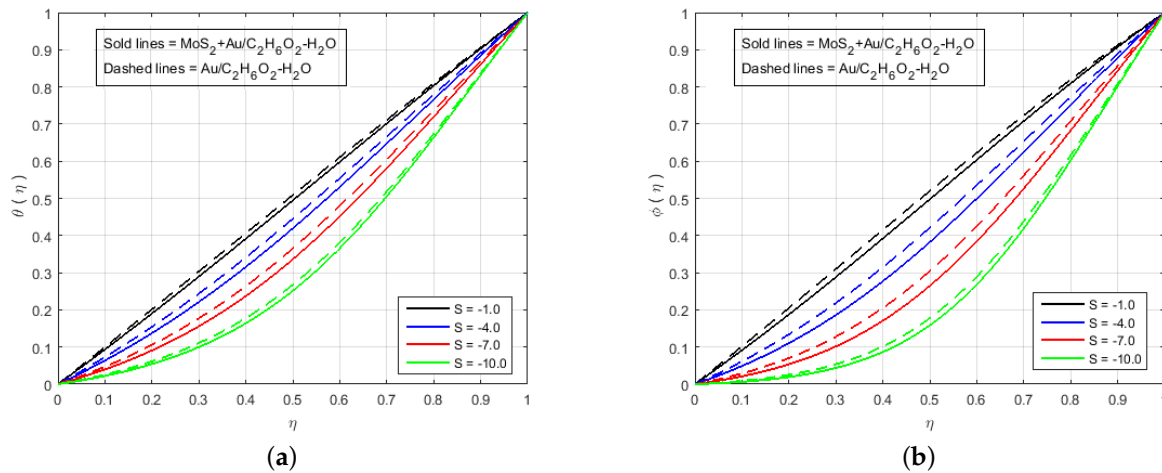 Sold lines = MoS2+Au/C2H6O2-H2O
Dashed lines = Au/C2H6O2-H2O
θ ( η )
1
0.9
0.8
0.7
0.6
0.5
0.4
0.3
0.2
0.1
0
S = -1.0
S = -4.0
S = -7.0
S = -10.0
0 0.1 0.2 0.3 0.4 0.5 0.6 0.7 0.8 0.9 1
η
(a)
Sold lines = MoS2+Au/C2H6O2-H2O
Dashed lines = Au/C2H6O2-H2O
ϕ ( η )
1
0.9
0.8
0.7
0.6
0.5
0.4
0.3
0.2
0.1
0
S = -1.0
S = -4.0
S = -7.0
S = -10.0
0 0.1 0.2 0.3 0.4 0.5 0.6 0.7 0.8 0.9
η
(b)